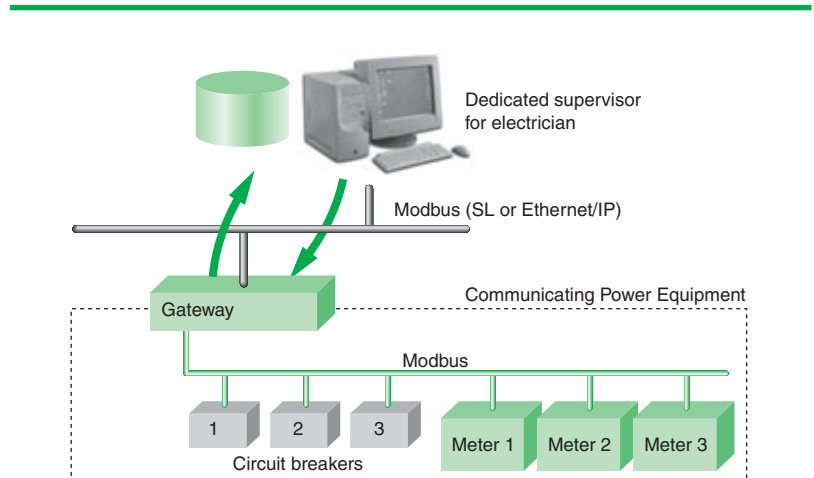 Dedicated supervisor
for electrician
Modbus (SL or Ethernet/IP)
Communicating Power Equipment
Gateway
Modbus
1
2
3
Meter 1
Meter 2
Meter 3
Circuit breakers